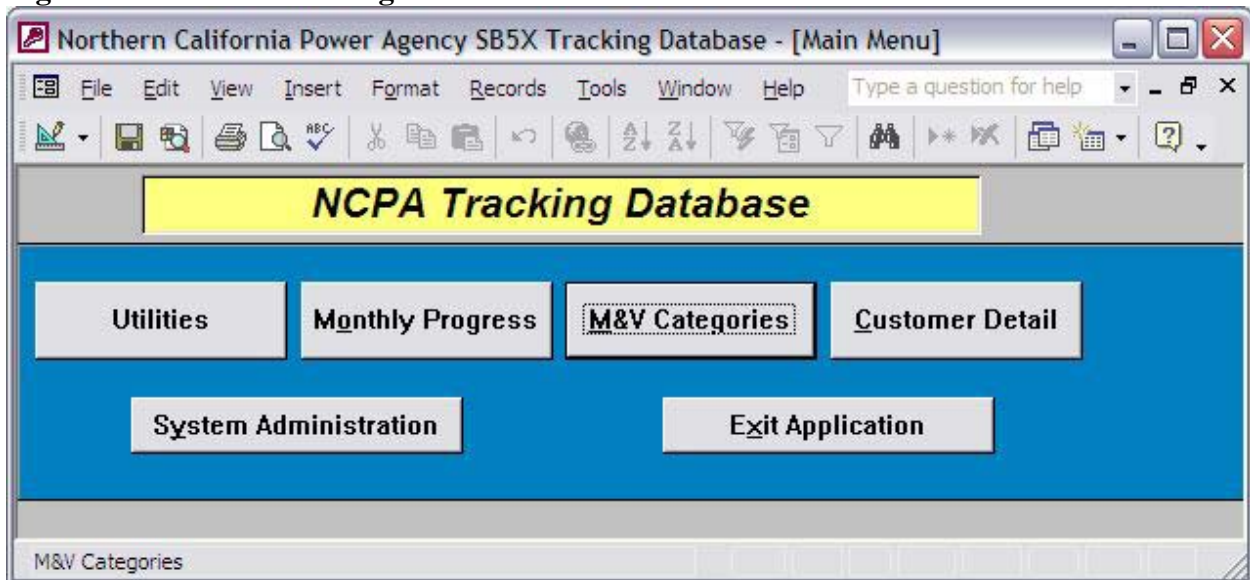 Northern California Power Agency SB5X Tracking Database - [Main Menu]
File Edit View Insert Format Records Tools Window Help Type a question for help
ABC
NCPA Tracking Database
Utilities Monthly Progress M&V Categories Customer Detail
System Administration Exit Application
M&V Categories